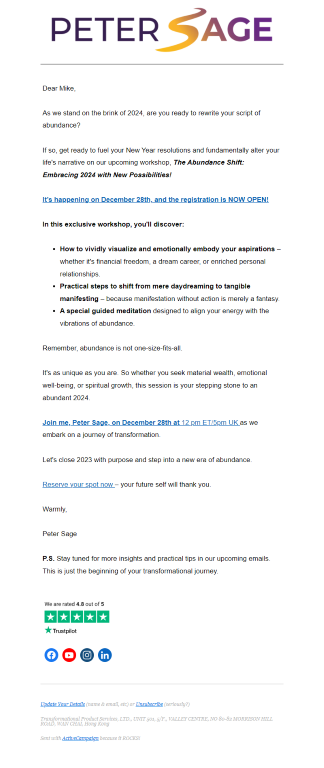 PETER SAGE
Dear Mike,
As we stand on the brink of 2024, are you ready to rewrite your script of
abundance?
If so, get ready to fuel your New Year resolutions and fundamentally alter your
life's narrative on our upcoming workshop, The Abundance Shift:
Embracing 2024 with New Possibilities!
It's happening on December 28th, and the registration is NOW OPEN!
In this exclusive workshop, you'll discover:
• How to vividly visualize and emotionally embody your aspirations –
whether it's financial freedom, a dream career, or enriched personal
relationships.
• Practical steps to shift from mere daydreaming to tangible
manifesting – because manifestation without action is merely a fantasy.
• A special guided meditation designed to align your energy with the
vibrations of abundance.
Remember, abundance is not one-size-fits-all.
It's as unique as you are. So whether you seek material wealth, emotional
well-being, or spiritual growth, this session is your stepping stone to an
abundant 2024.
Join me, Peter Sage, on December 28th at 12 pm ET/5pm UK as we
embark on a journey of transformation.
Let's close 2023 with purpose and step into a new era of abundance.
Reserve your spot now – your future self will thank you.
Warmly,
Peter Sage
P.S. Stay tuned for more insights and practical tips in our upcoming emails.
This is just the beginning of your transformational journey.
We are rated 4.8 out of 5
Trustpilot
Update Your Details (name & email, etc) or Unsubscribe (seriously?)
Transformational Product Services, LTD., UNIT 502, 5/F., VALLEY CENTRE, MORRISON HILL
ROAD, WAN CHAI, Hong Kong
Sent with ActiveCampaign because it ROCKS!